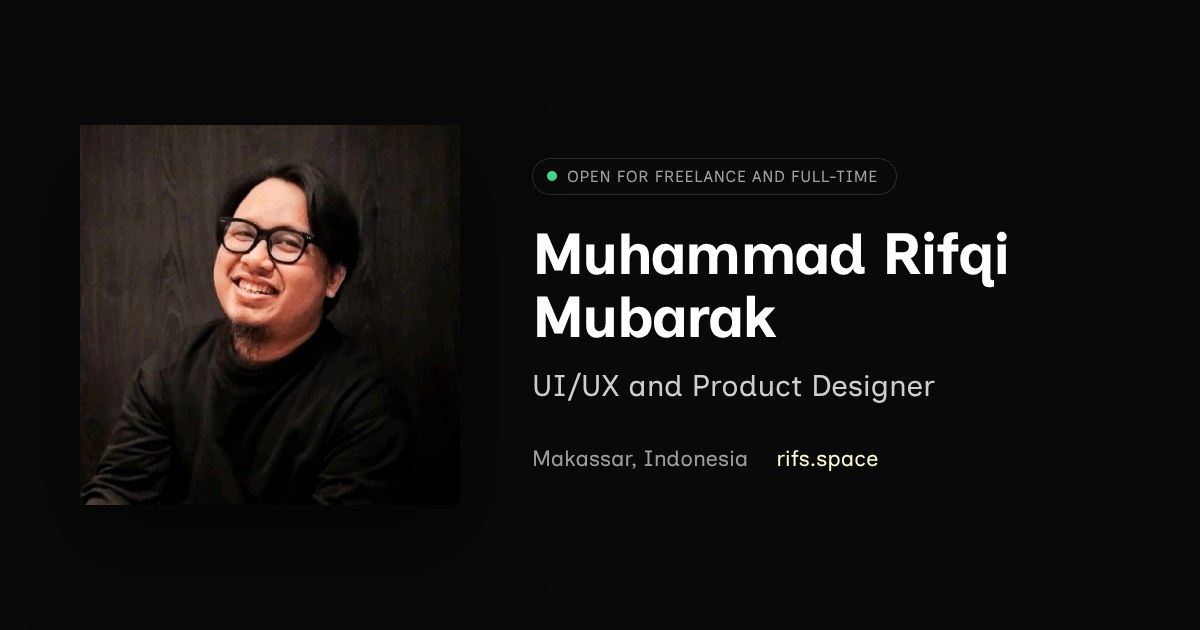 OPEN FOR FREELANCE AND FULL-TIME
Muhammad Rifqi
Mubarak
UI/UX and Product Designer
Makassar, Indonesia rifs.space